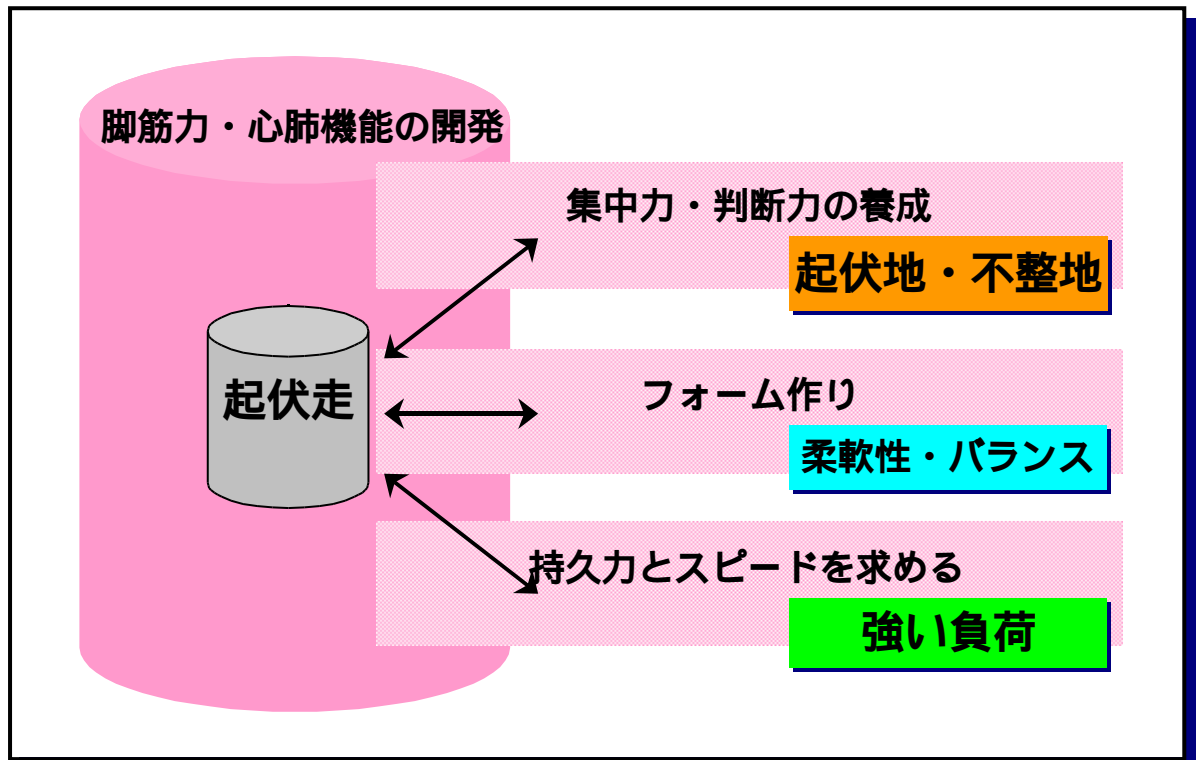 脚筋力・心肺機能の開発
集中力・判断力の養成
起伏地・不整地
起伏走
フォーム作り
柔軟性・バランス
持久力とスピードを求める
強い負荷